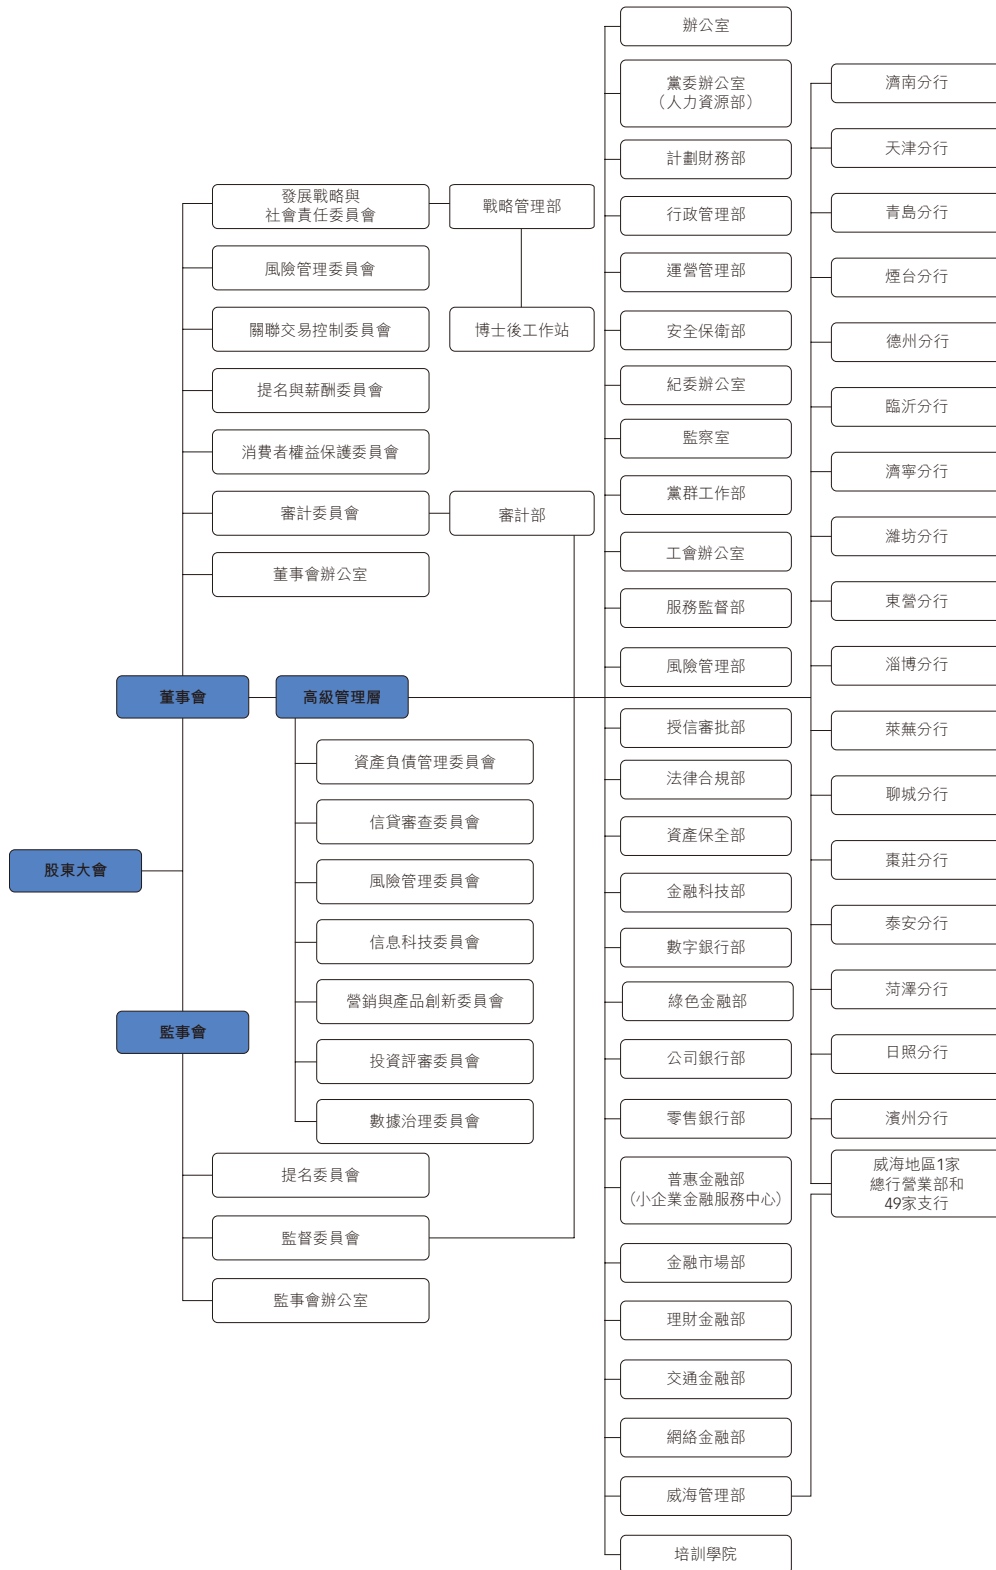 股東大會
董事會
監事會
高級管理層
發展戰略與
社會責任委員會
風險管理委員會
關聯交易控制委員會
提名與薪酬委員會
消費者權益保護委員會
審計委員會
董事會辦公室
戰略管理部
博士後工作站
審計部
資產負債管理委員會
信貸審查委員會
風險管理委員會
信息科技委員會
營銷與產品創新委員會
投資評審委員會
數據治理委員會
提名委員會
監督委員會
監事會辦公室
辦公室
黨委辦公室
（人力資源部）
計劃財務部
行政管理部
運營管理部
安全保衛部
紀委辦公室
監察室
黨群工作部
工會辦公室
服務監督部
風險管理部
授信審批部
法律合規部
資產保全部
金融科技部
數字銀行部
綠色金融部
公司銀行部
零售銀行部
普惠金融部
（小企業金融服務中心）
金融市場部
理財金融部
交通金融部
網絡金融部
威海管理部
培訓學院
濟南分行
天津分行
青島分行
煙台分行
德州分行
臨沂分行
濟寧分行
濰坊分行
東營分行
淄博分行
萊蕪分行
聊城分行
棗莊分行
泰安分行
菏澤分行
日照分行
濱州分行
威海地區1家
總行營業部和
49家支行